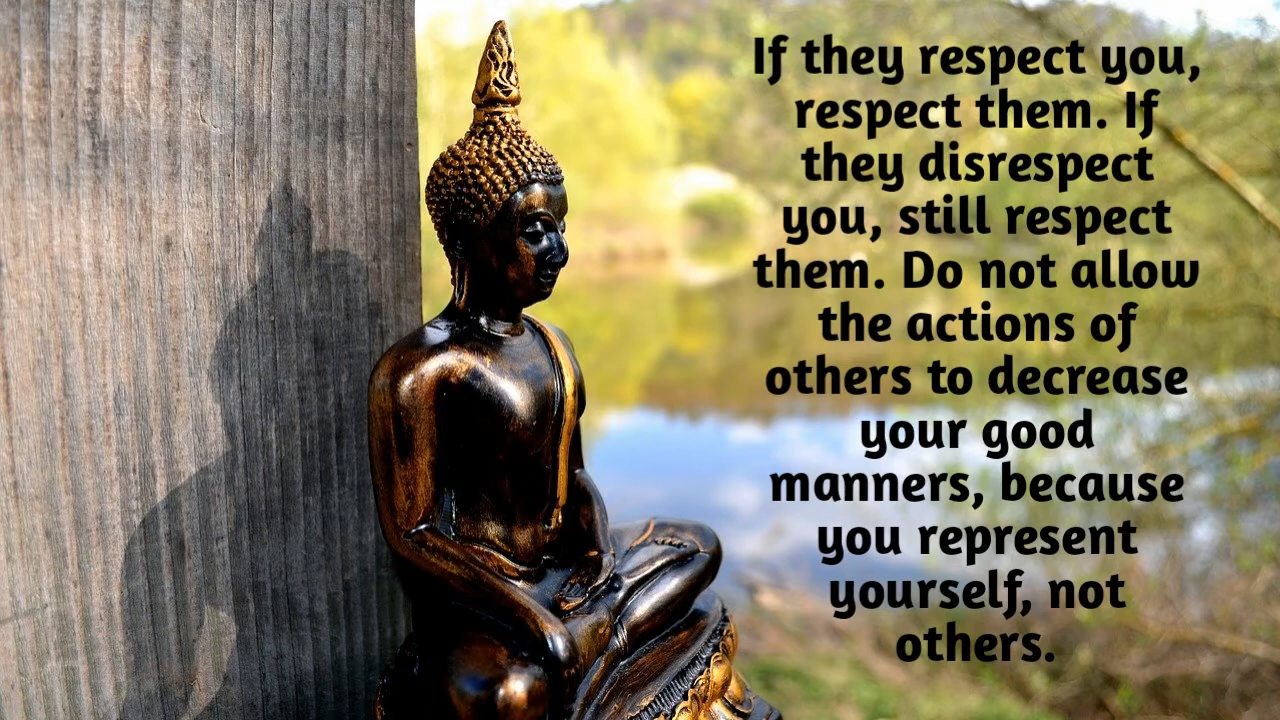 If they respect you,
respect them. If
they disrespect
you, still respect
them. Do not allow
the actions of
others to decrease
your good
manners, because
you represent
yourself, not
others.